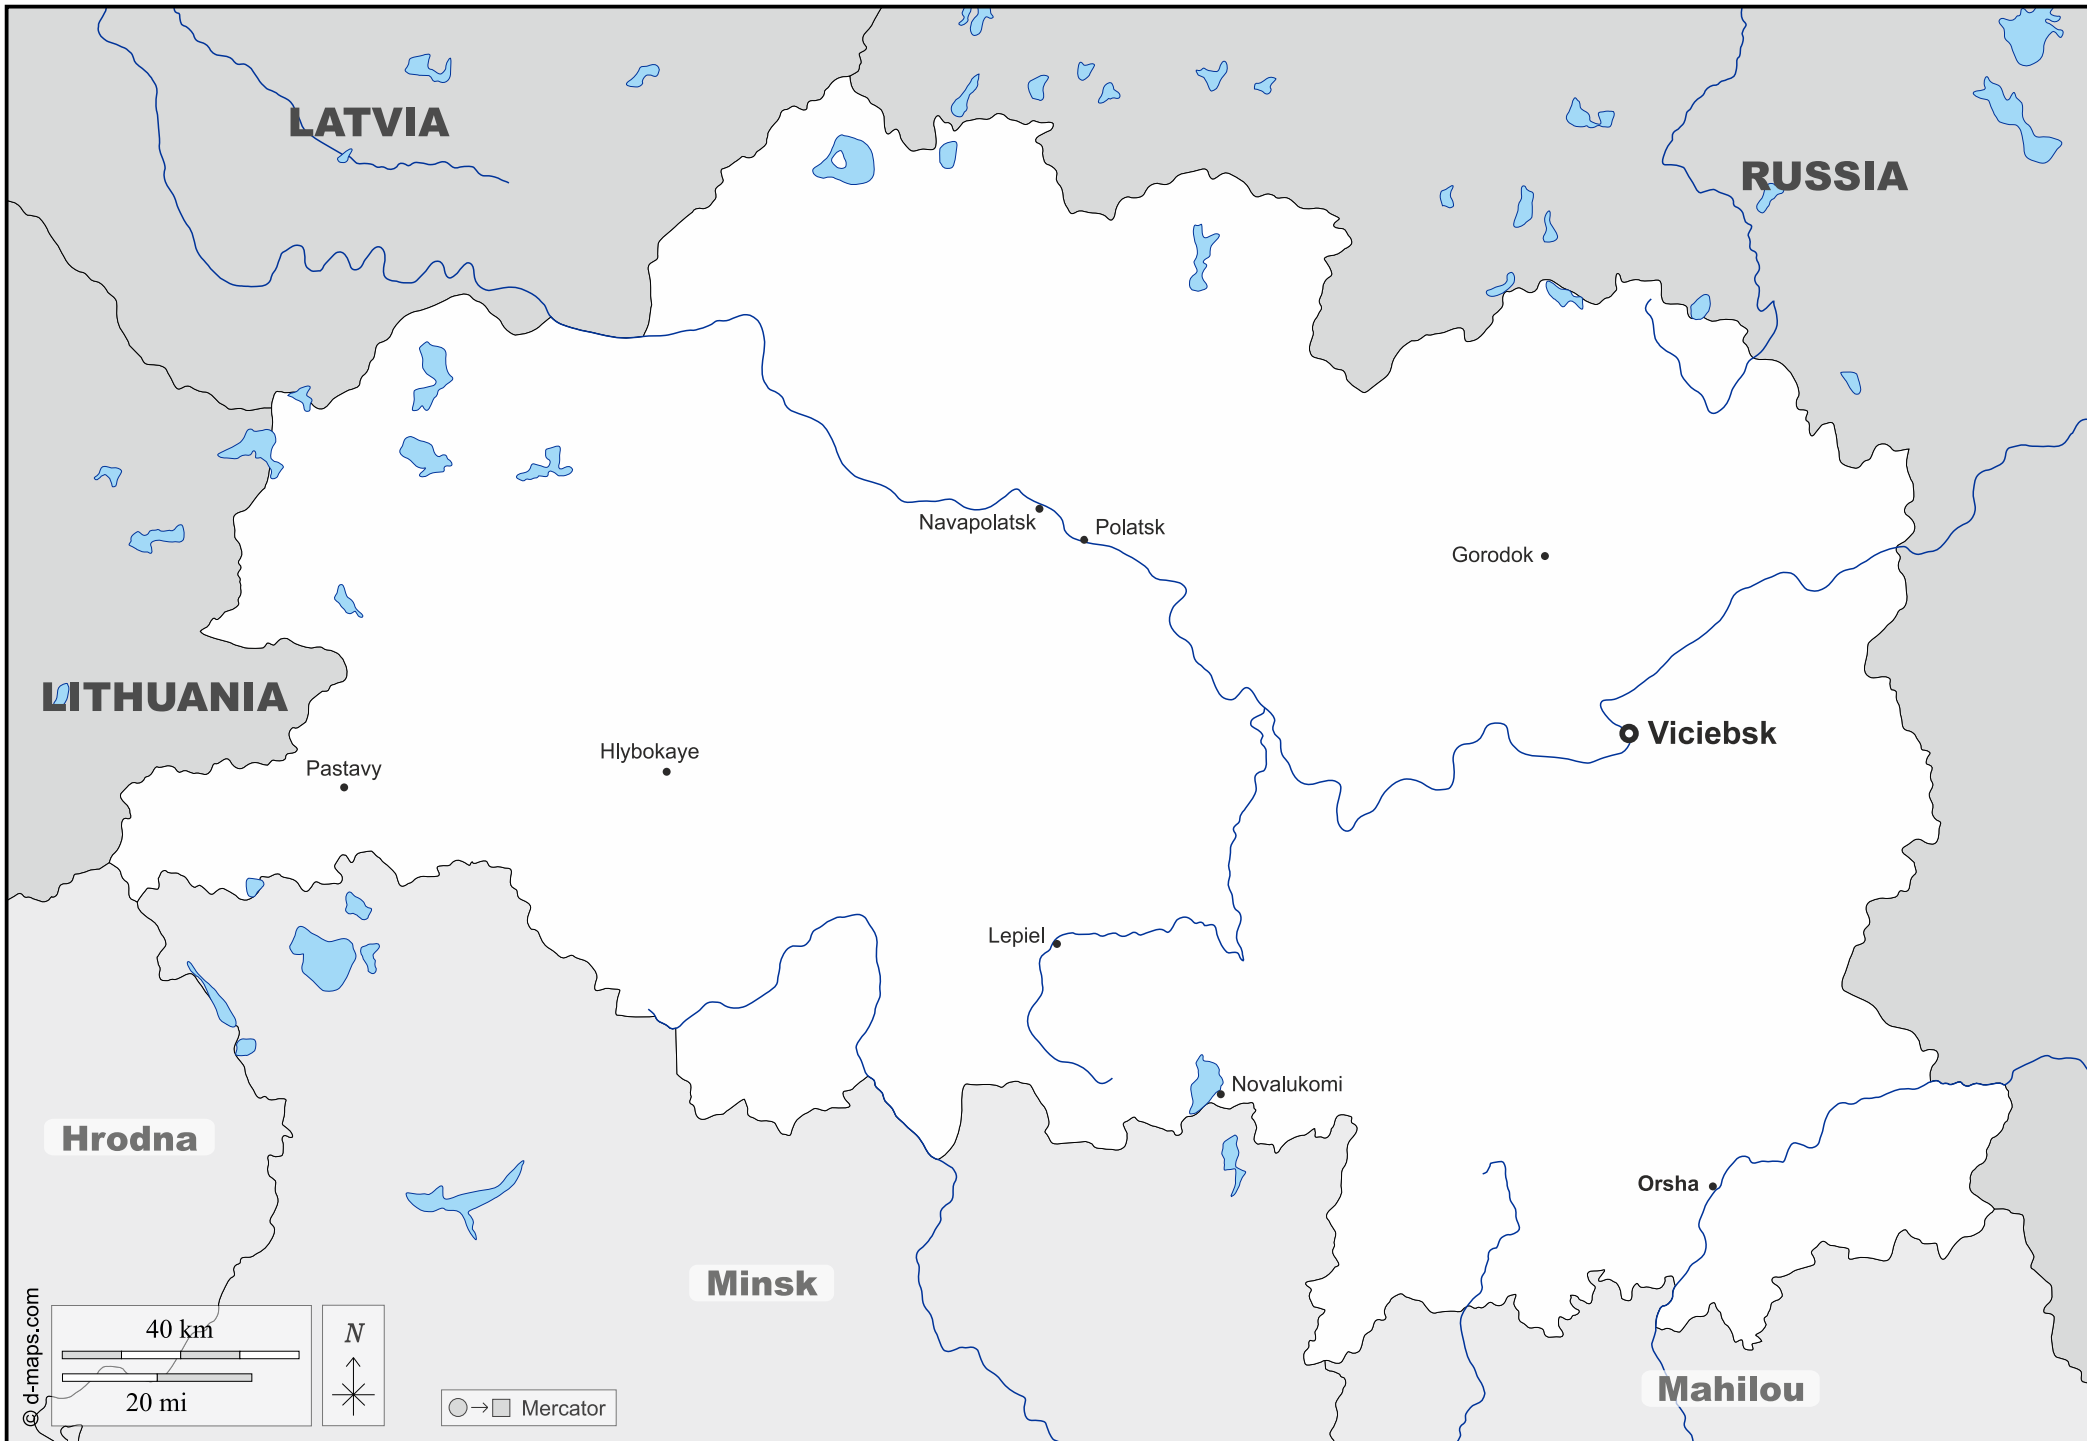 LATVIA
RUSSIA
Navapolatsk
Polatsk
Gorodok
LITHUANIA
Viciebsk
Hlybokaye
Pastavy
Lepiel
Novalukomi
Hrodna
Orsha
Minsk
Mahilou
© d-maps.com
40 km
20 mi
N
Mercator